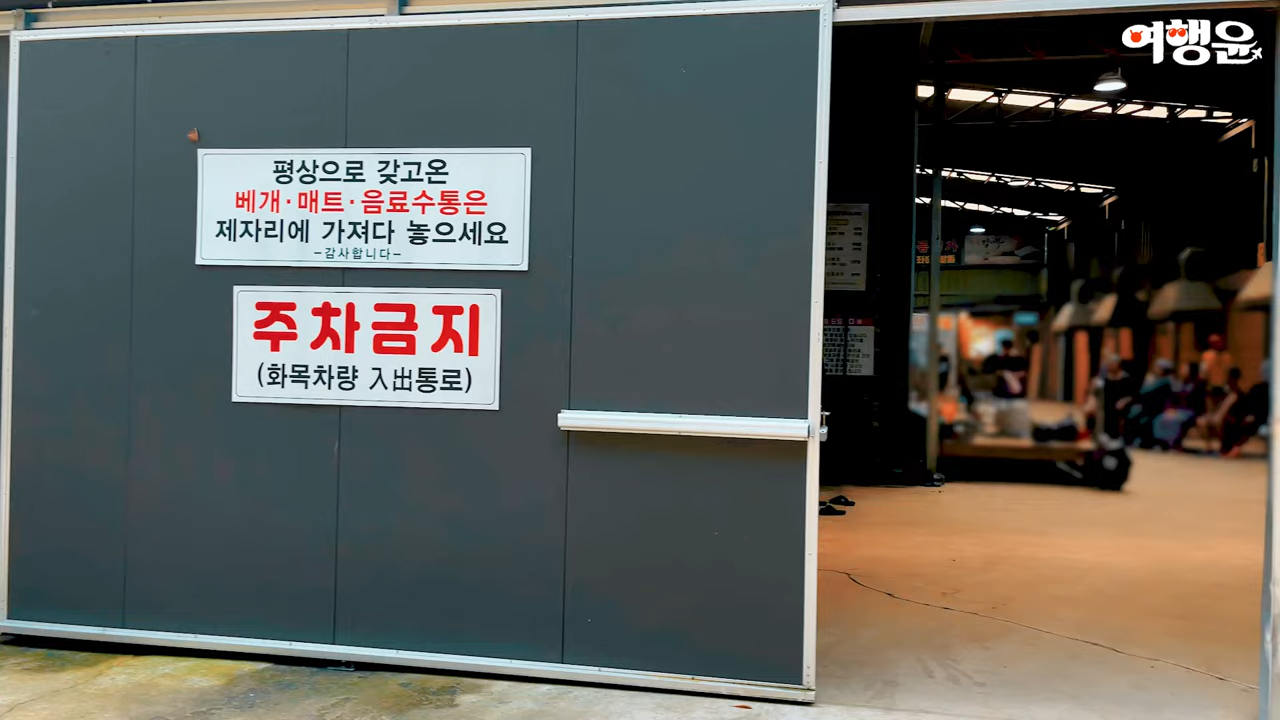 여행윤
평상으로 갖고온
베개·매트·음료수통은
제자리에 가져다 놓으세요
-감사합니다-
주차금지
(화목차량 入出통로)